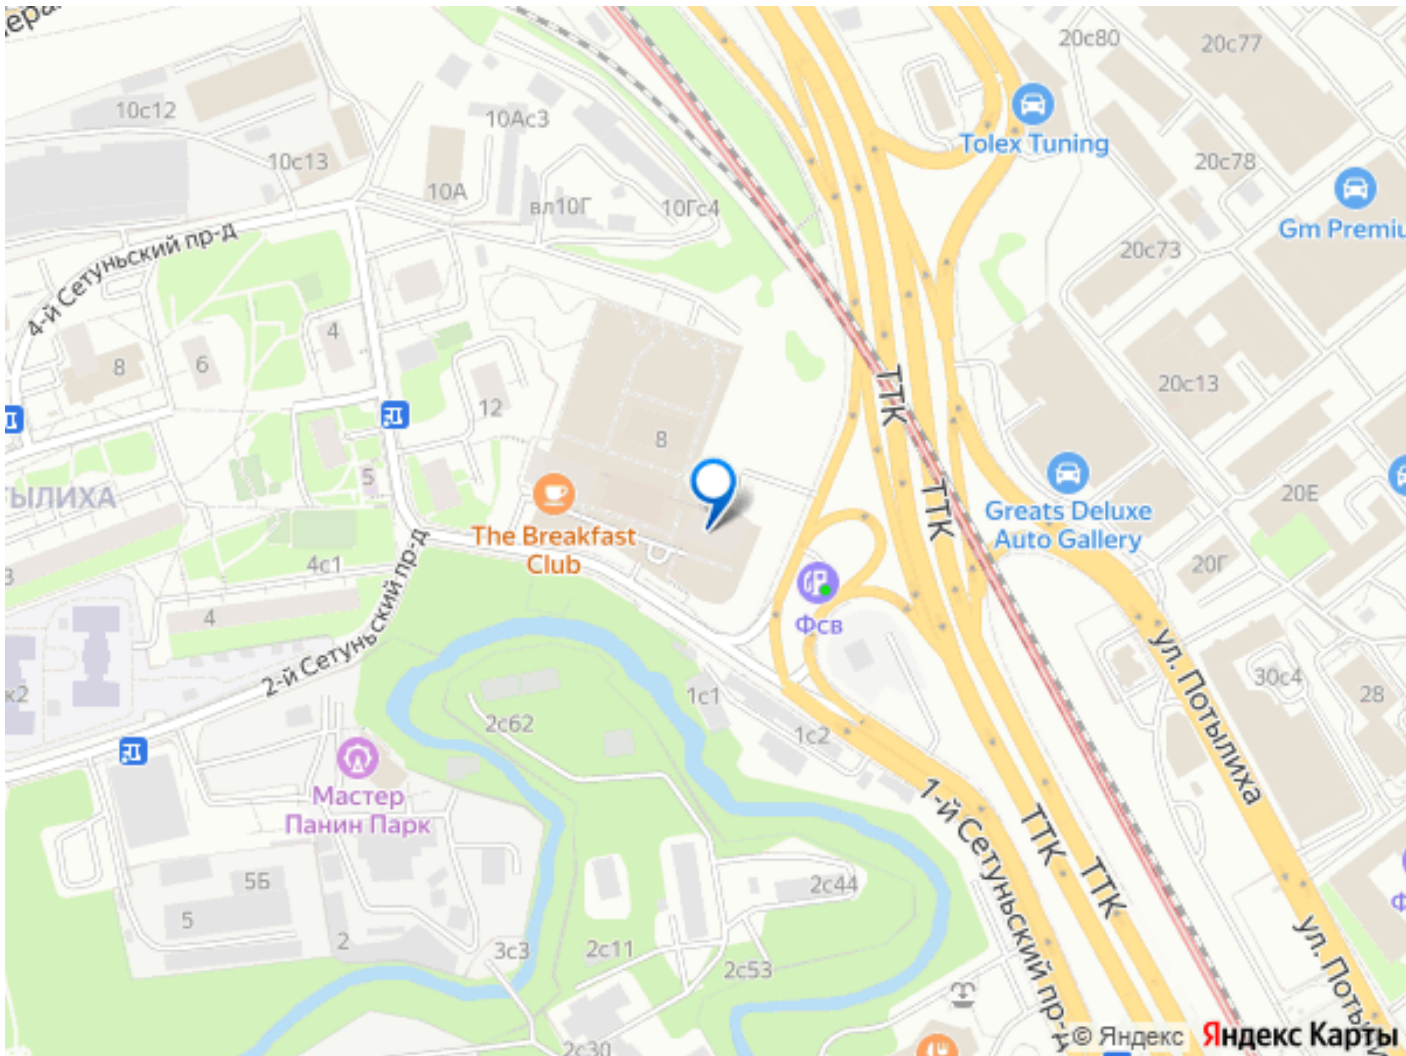 20с80
20с77
10с12
10Ас3
Tolex Tuning
10с13
20с78
10А
вл10Г
10Гс4
Gm Premiu
4-й Сетуньский пр-д
20с73
4
8
6
ТТК
20с13
12
8
5
ТЫЛИХА
ТТК
20Е
The Breakfast
Club
Greats Deluxe
Auto Gallery
4с1
20Г
3
4
Фсв
2-й Сетуньский пр-д
ул. Потылиха
к2
30с4
28
1с1
2с62
1с2
Мастер
Панин Парк
1-й Сетуньский пр-д
ТТК
ТТК
5Б
2с44
5
2
3с3
2с11
2с53
Ф
ул. Потыли
2с30
© Яндекс Яндекс Карты